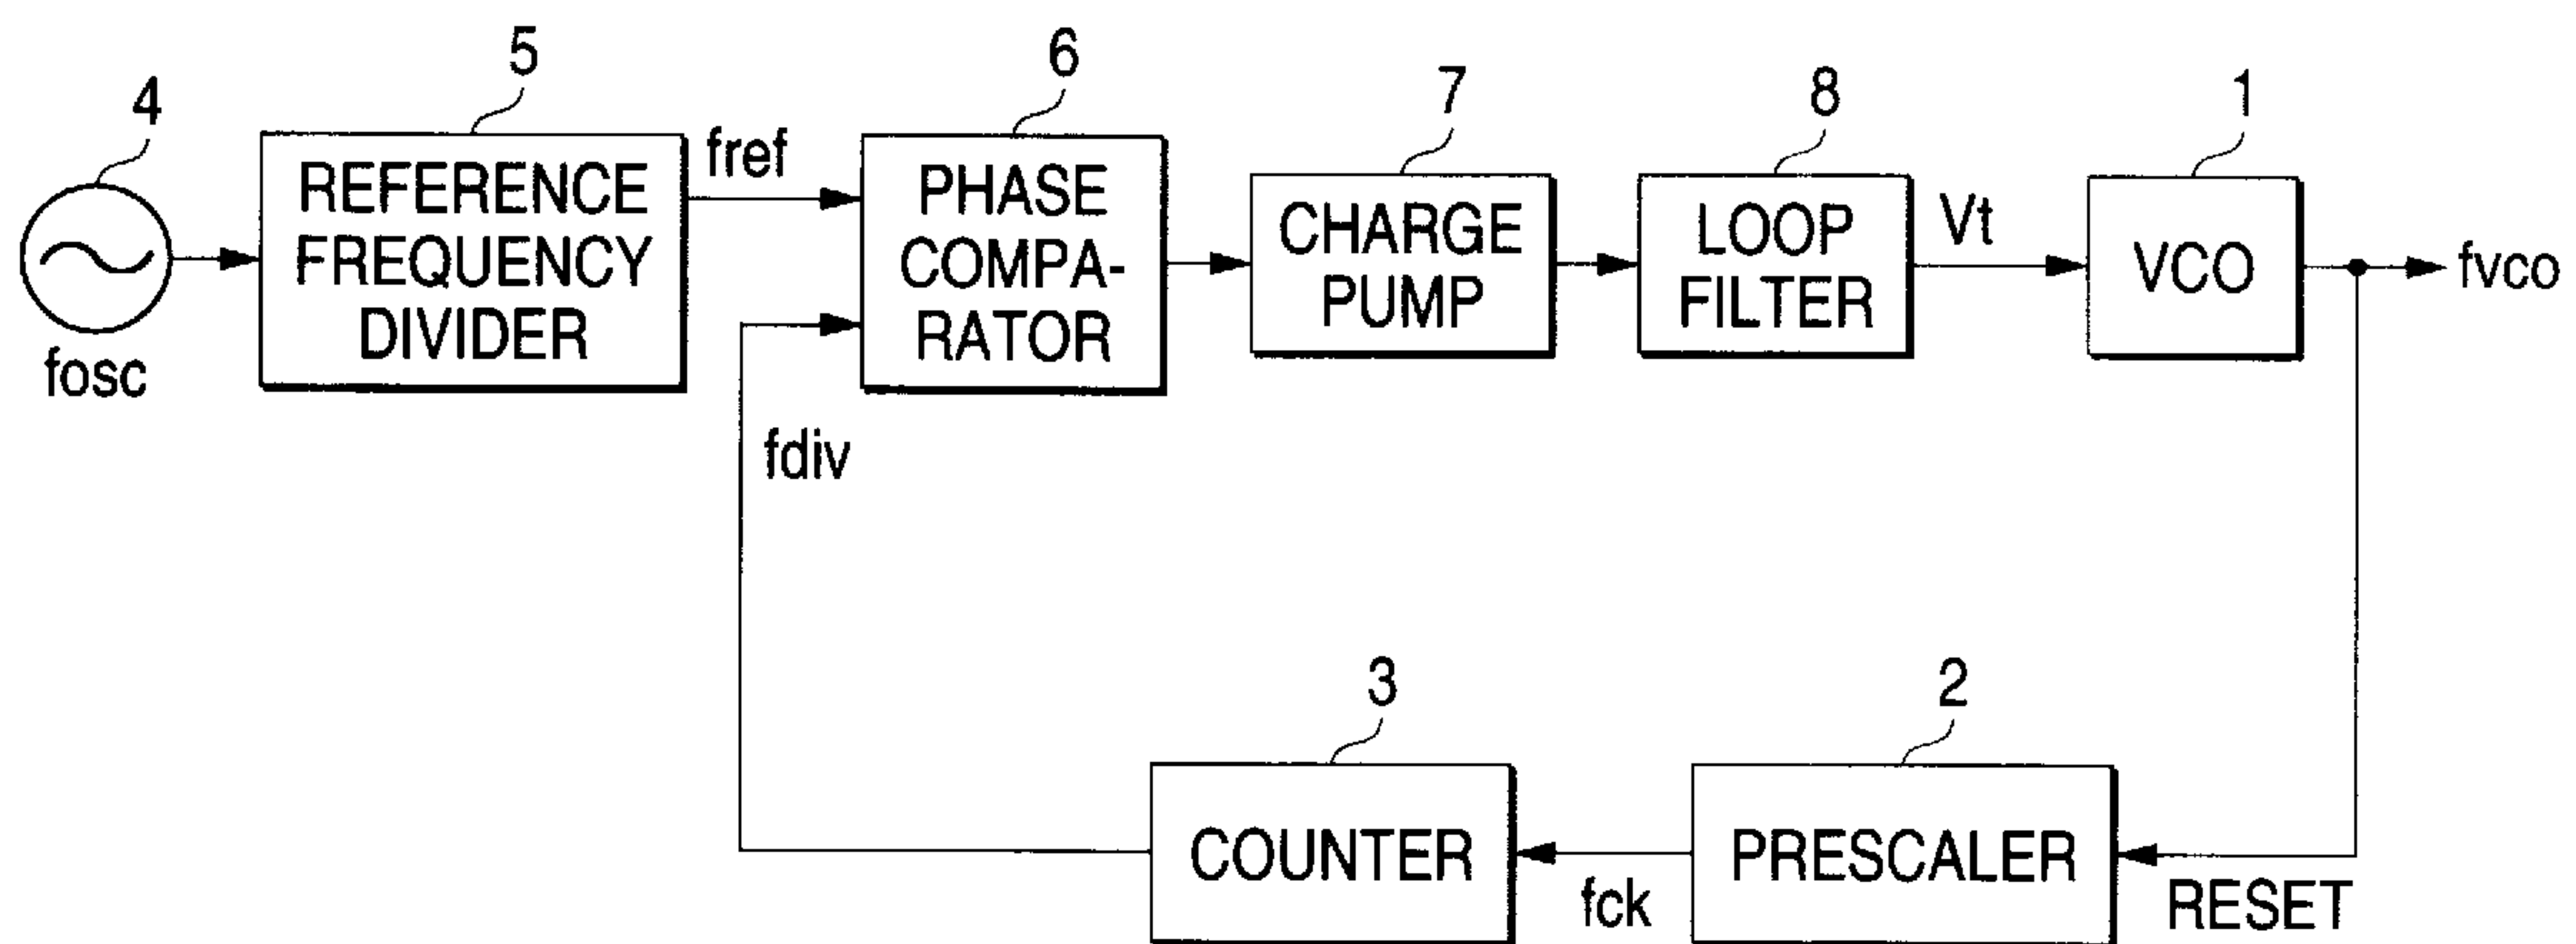 4
5
6
7
8
1
fosc
REFERENCE
FREQUENCY
DIVIDER
fref
PHASE
COMPA-
RATOR
CHARGE
PUMP
LOOP
FILTER
Vt
VCO
fvco
fdiv
3
2
COUNTER
fck
PRESCALER
RESET